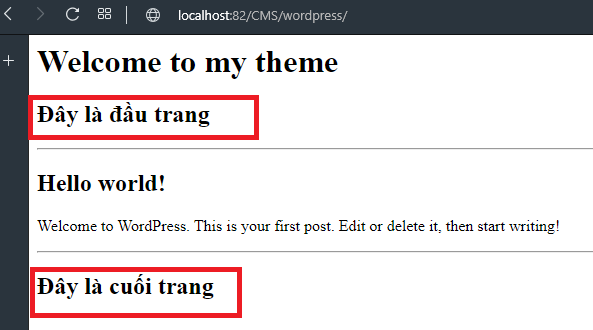 localhost:82/CMS/wordpress/
Welcome to my theme
Đây là đầu trang
Hello world!
Welcome to WordPress. This is your first post. Edit or delete it, then start writing!
Đây là cuối trang